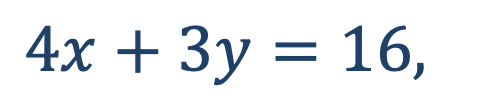 4x + 3y = 16,